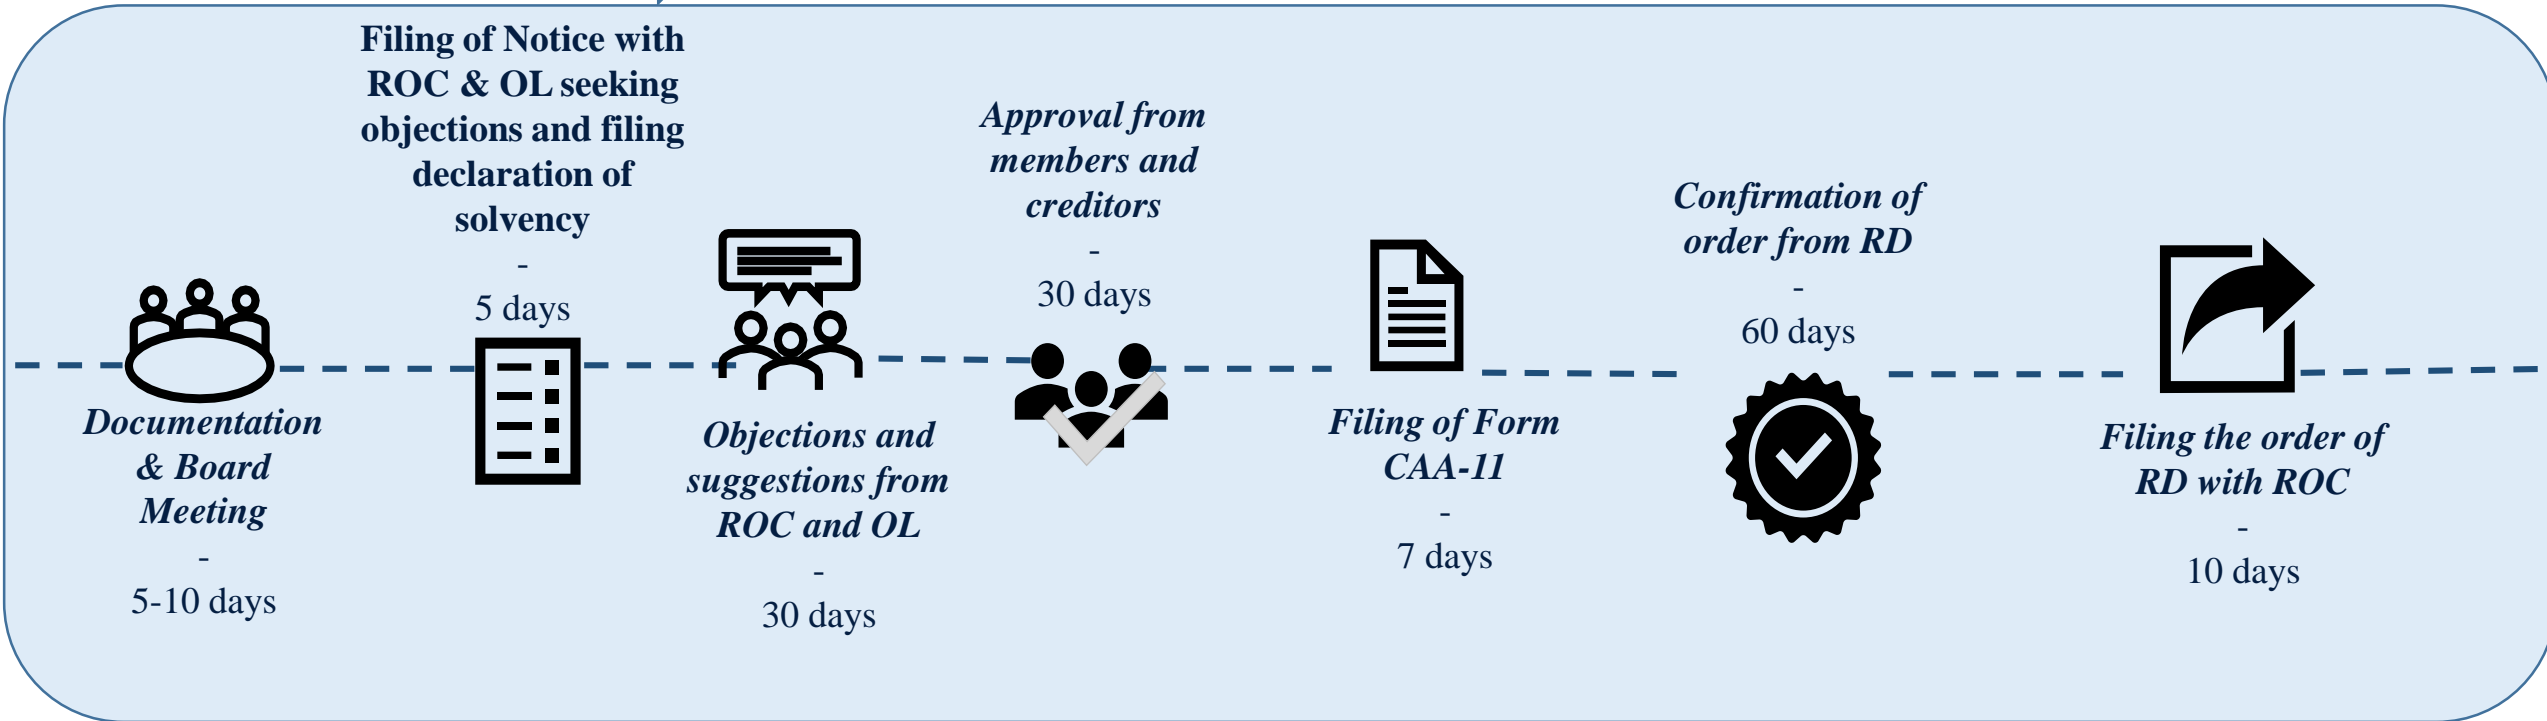 Documentation
& Board
Meeting
-
5-10 days
Filing of Notice with
ROC & OL seeking
objections and filing
declaration of
solvency
-
5 days
Objections and
suggestions from
ROC and OL
-
30 days
Approval from
members and
creditors
-
30 days
Filing of Form
CAA-11
-
7 days
Confirmation of
order from RD
-
60 days
Filing the order of
RD with ROC
-
10 days